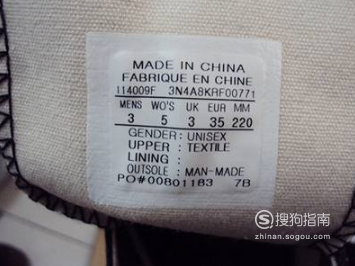 MADE IN CHINA
FABRIQUE EN CHINE
114009F 3N4A8KRF00771
MENS WO'S UK EUR MM
3 5 3 35 220
GENDER: UNISEX
UPPER : TEXTILE
LINING :
OUTSOLE : MAN-MADE
PO#00801183 7B
搜狗指南
zhinan.sogou.com